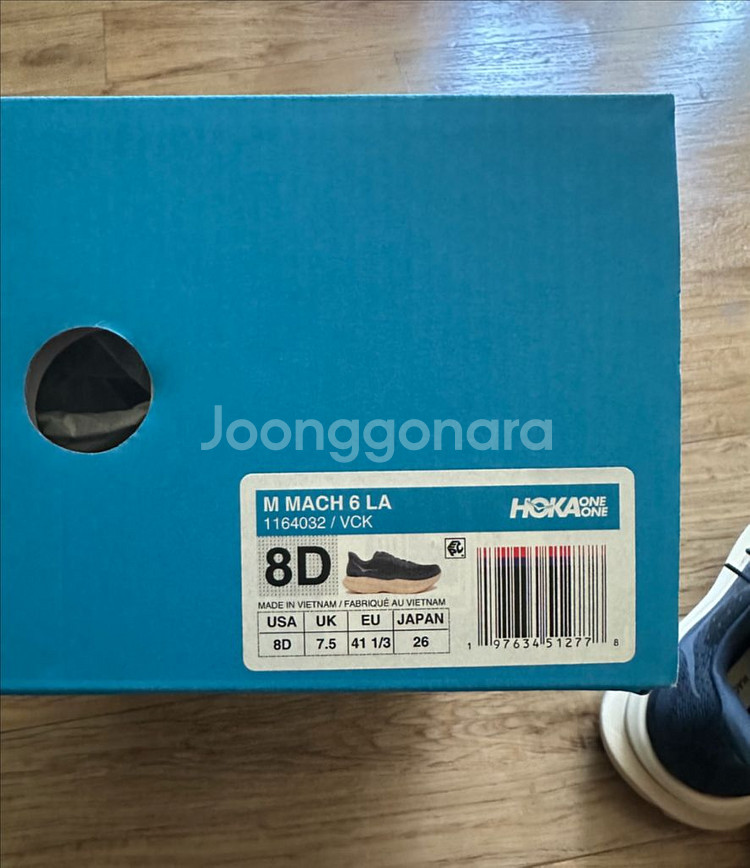 Joonggonara
M MACH 6 LA
1164032 / VCK
HOKA ONE ONE
8D
MADE IN VIETNAM / FABRIQUÉ AU VIETNAM
USA UK EU JAPAN
8D 7.5 41 1/3 26
1 97634 51277 8